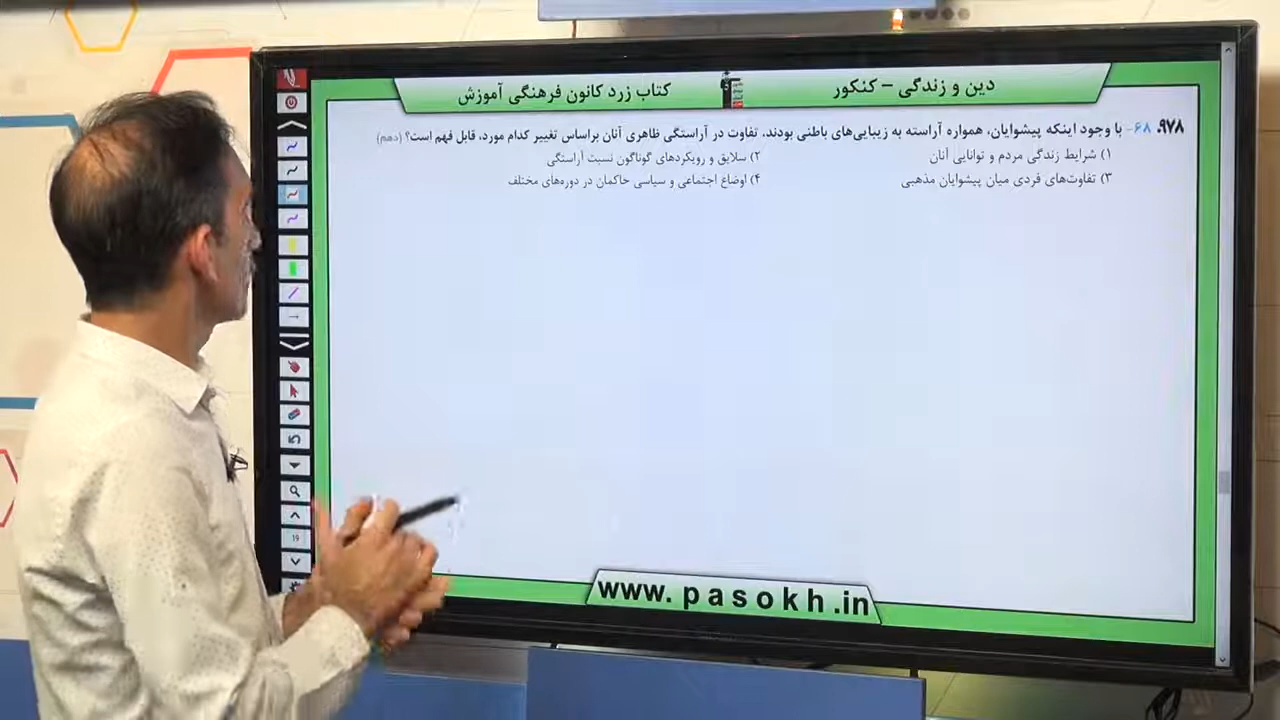 دین و زندگی – کنکور
کتاب زرد کانون فرهنگی آموزش
۹۷۸. ۶۸- با وجود اینکه پیشوایان، همواره آراسته به زیبایی‌های باطنی بودند، تفاوت در آراستگی ظاهری آنان براساس تغییر کدام مورد، قابل فهم است؟ (دهم)
۱) شرایط زندگی مردم و توانایی آنان
۲) سلایق و رویکردهای گوناگون نسبت آراستگی
۳) تفاوت‌های فردی میان پیشوایان مذهبی
۴) اوضاع اجتماعی و سیاسی حاکمان در دوره‌های مختلف
19
www.pasokh.in